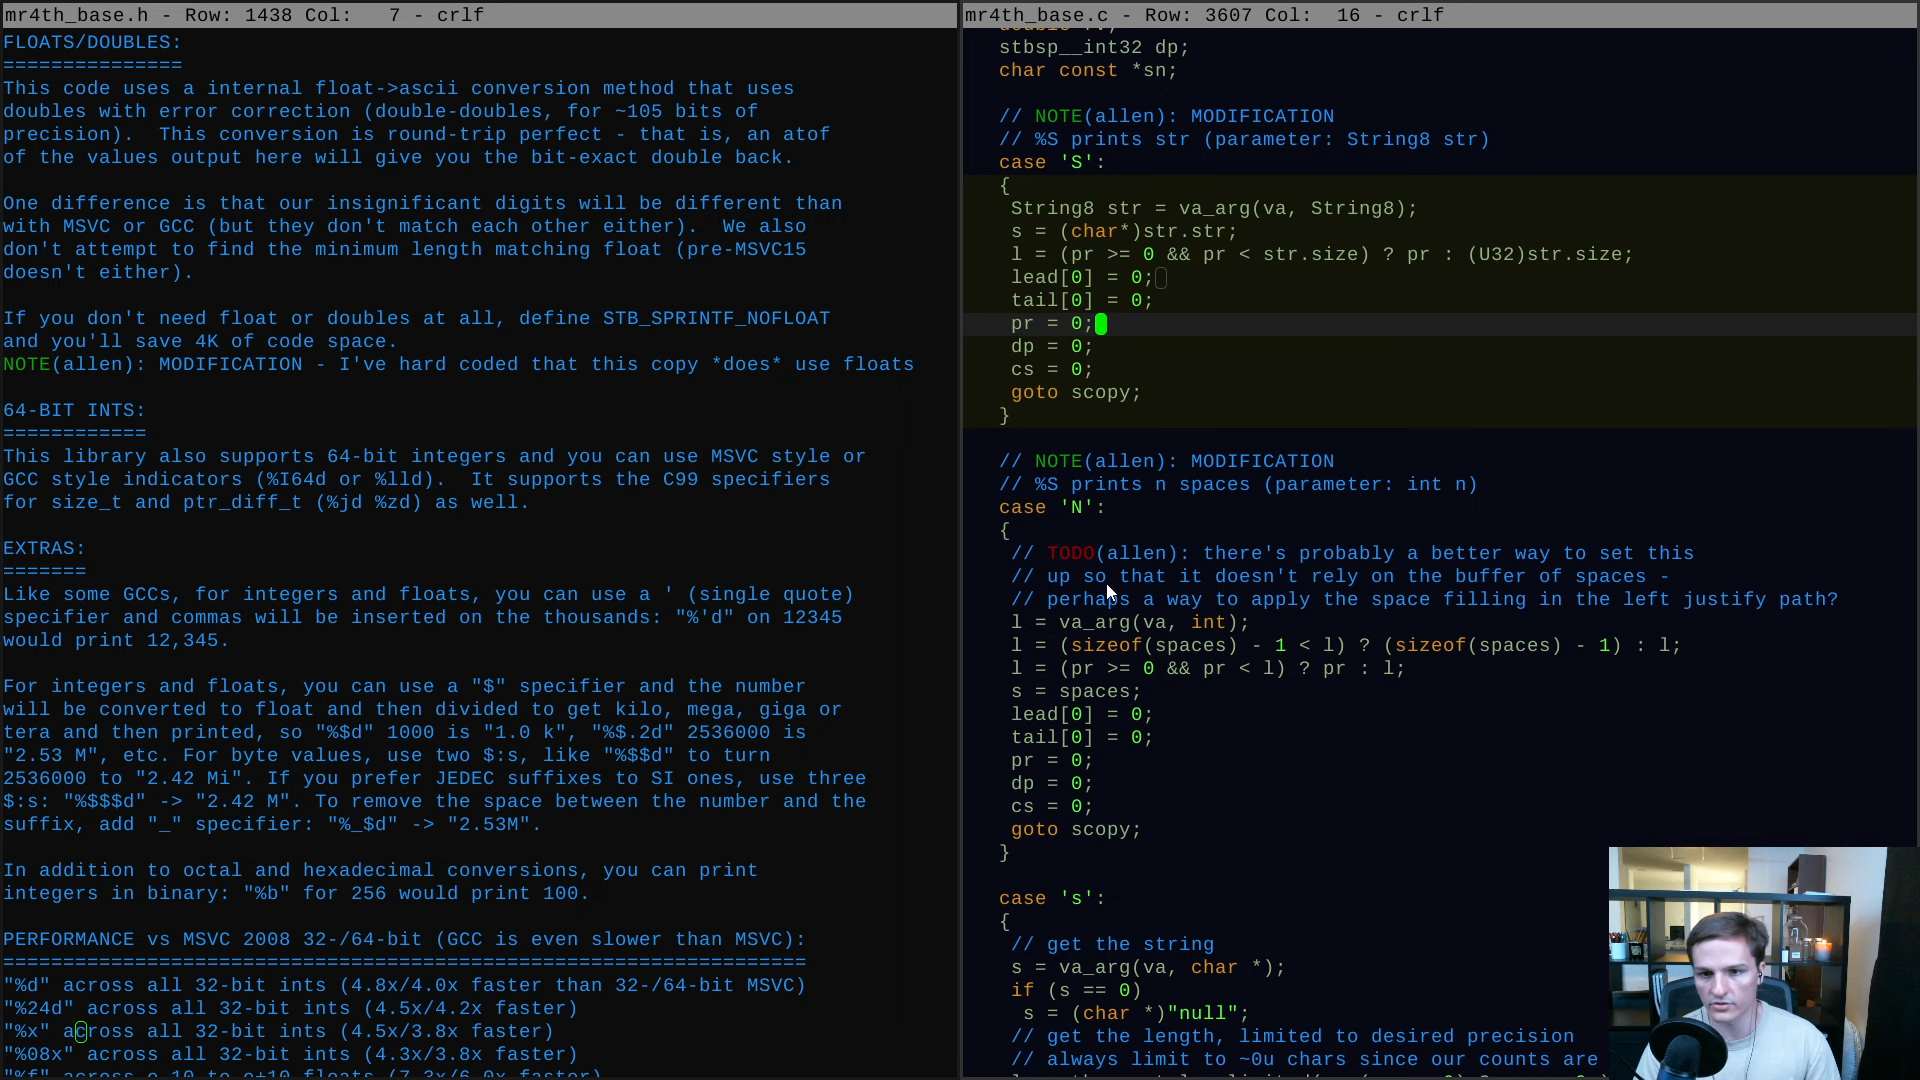 mr4th_base.h - Row: 1438 Col:   7 - crlf
FLOATS/DOUBLES:
===============
This code uses a internal float->ascii conversion method that uses
doubles with error correction (double-doubles, for ~105 bits of
precision).  This conversion is round-trip perfect - that is, an atof
of the values output here will give you the bit-exact double back.
One difference is that our insignificant digits will be different than
with MSVC or GCC (but they don't match each other either).  We also
don't attempt to find the minimum length matching float (pre-MSVC15
doesn't either).
If you don't need float or doubles at all, define STB_SPRINTF_NOFLOAT
and you'll save 4K of code space.
NOTE(allen): MODIFICATION - I've hard coded that this copy *does* use floats
64-BIT INTS:
============
This library also supports 64-bit integers and you can use MSVC style or
GCC style indicators (%I64d or %lld).  It supports the C99 specifiers
for size_t and ptr_diff_t (%jd %zd) as well.
EXTRAS:
=======
Like some GCCs, for integers and floats, you can use a ' (single quote)
specifier and commas will be inserted on the thousands: "%'d" on 12345
would print 12,345.
For integers and floats, you can use a "$" specifier and the number
will be converted to float and then divided to get kilo, mega, giga or
tera and then printed, so "%$d" 1000 is "1.0 k", "%$.2d" 2536000 is
"2.53 M", etc. For byte values, use two $:s, like "%$$d" to turn
2536000 to "2.42 Mi". If you prefer JEDEC suffixes to SI ones, use three
$:s: "%$$$d" -> "2.42 M". To remove the space between the number and the
suffix, add "_" specifier: "%_$d" -> "2.53M".
In addition to octal and hexadecimal conversions, you can print
integers in binary: "%b" for 256 would print 100.
PERFORMANCE vs MSVC 2008 32-/64-bit (GCC is even slower than MSVC):
===================================================================
"%d" across all 32-bit ints (4.8x/4.0x faster than 32-/64-bit MSVC)
"%24d" across all 32-bit ints (4.5x/4.2x faster)
"%x" across all 32-bit ints (4.5x/3.8x faster)
"%08x" across all 32-bit ints (4.3x/3.8x faster)
mr4th_base.c - Row: 3607 Col:  16 - crlf
stbsp__int32 dp;
char const *sn;
// NOTE(allen): MODIFICATION
// %S prints str (parameter: String8 str)
case 'S':
{
String8 str = va_arg(va, String8);
s = (char*)str.str;
l = (pr >= 0 && pr < str.size) ? pr : (U32)str.size;
lead[0] = 0;
tail[0] = 0;
pr = 0;
dp = 0;
cs = 0;
goto scopy;
}
// NOTE(allen): MODIFICATION
// %S prints n spaces (parameter: int n)
case 'N':
{
// TODO(allen): there's probably a better way to set this
// up so that it doesn't rely on the buffer of spaces -
// perhaps a way to apply the space filling in the left justify path?
l = va_arg(va, int);
l = (sizeof(spaces) - 1 < l) ? (sizeof(spaces) - 1) : l;
l = (pr >= 0 && pr < l) ? pr : l;
s = spaces;
lead[0] = 0;
tail[0] = 0;
pr = 0;
dp = 0;
cs = 0;
goto scopy;
}
case 's':
{
// get the string
s = va_arg(va, char *);
if (s == 0)
s = (char *)"null";
// get the length, limited to desired precision
// always limit to ~0u chars since our counts are